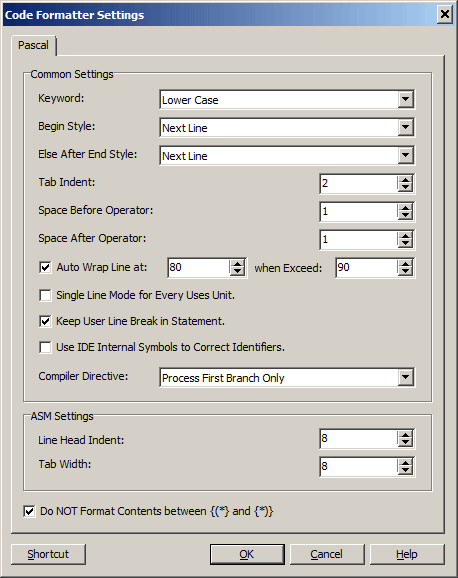 Code Formatter Settings
Pascal
Common Settings
Keyword: Lower Case
Begin Style: Next Line
Else After End Style: Next Line
Tab Indent: 2
Space Before Operator: 1
Space After Operator: 1
Auto Wrap Line at: 80 when Exceed: 90
Single Line Mode for Every Uses Unit.
Keep User Line Break in Statement.
Use IDE Internal Symbols to Correct Identifiers.
Compiler Directive: Process First Branch Only
ASM Settings
Line Head Indent: 8
Tab Width: 8
Do NOT Format Contents between {(*} and {*)}
Shortcut OK Cancel Help